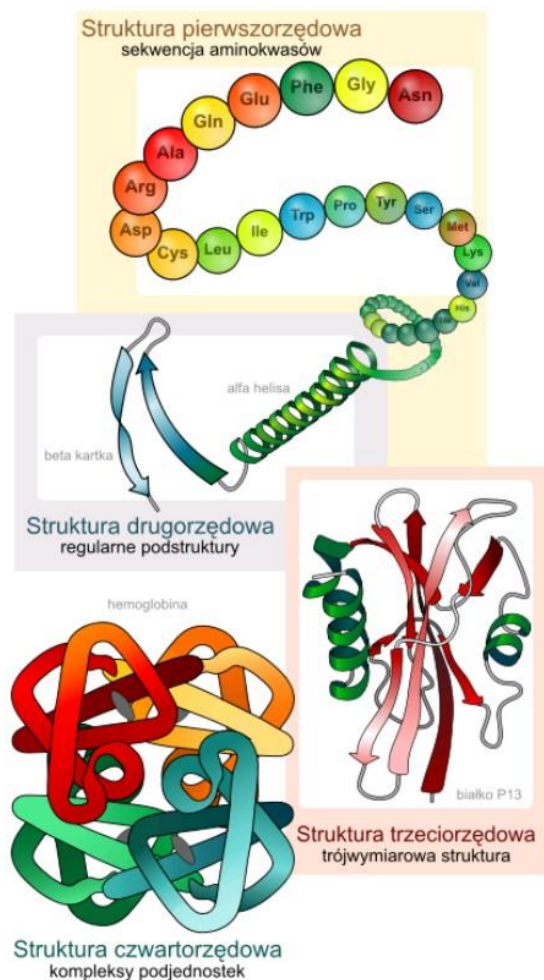 Struktura pierwszorzędowa
sekwencja aminokwasów
Asn
Gly
Phe
Glu
Gln
Ala
Arg
Asp
Cys
Leu
Ile
Trp
Pro
Tyr
Ser
Met
Lys
Val
His
alfa helisa
beta kartka
Struktura drugorzędowa
regularne podstruktury
białko P13
Struktura trzeciorzędowa
trójwymiarowa struktura
hemoglobina
Struktura czwartorzędowa
kompleksy podjednostek